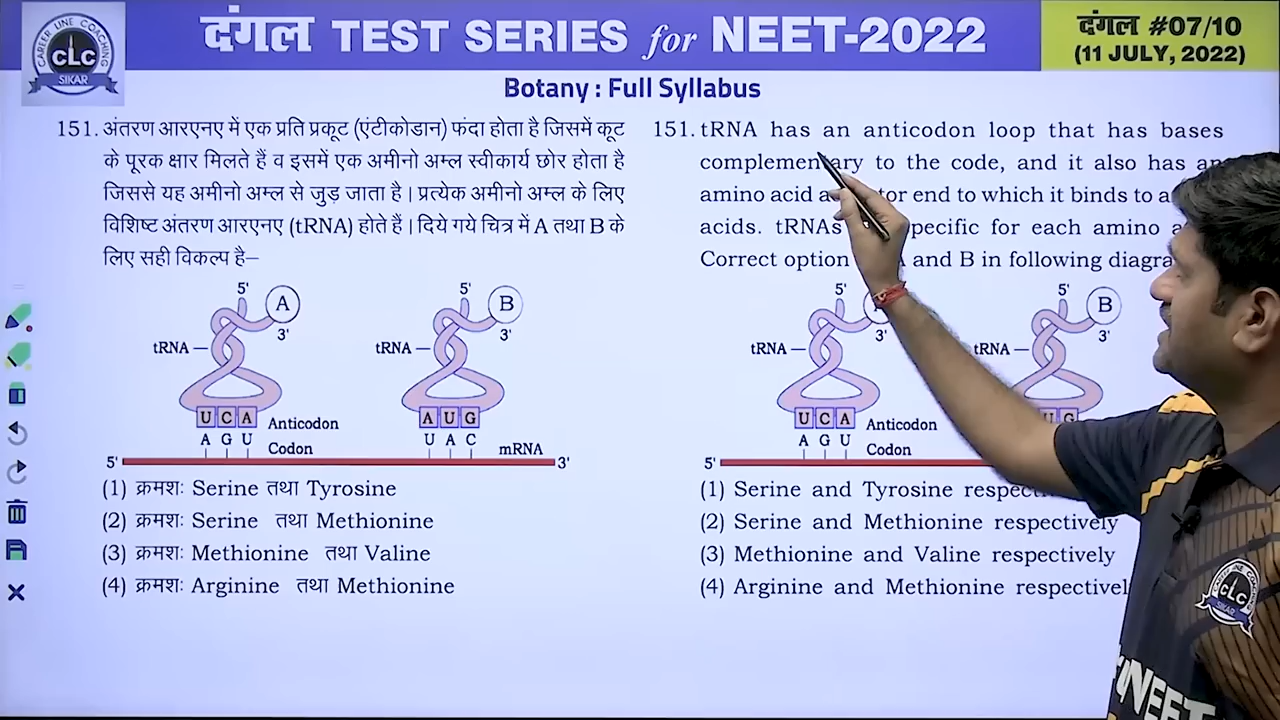 दंगल TEST SERIES for NEET-2022
दंगल #07/10
(11 JULY, 2022)
CAREER LINE COACHING
CLC
SIKAR
Botany : Full Syllabus
151. अंतरण आरएनए में एक प्रति प्रकूट (एंटीकोडान) फंदा होता है जिसमें कूट
के पूरक क्षार मिलते हैं व इसमें एक अमीनो अम्ल स्वीकार्य छोर होता है
जिससे यह अमीनो अम्ल से जुड़ जाता है। प्रत्येक अमीनो अम्ल के लिए
विशिष्ट अंतरण आरएनए (tRNA) होते हैं। दिये गये चित्र में A तथा B के
लिए सही विकल्प है–
5' A 5' B
3' 3'
tRNA tRNA
U C A Anticodon A U G
A G U Codon U A C mRNA
5' 3'
(1) क्रमशः Serine तथा Tyrosine
(2) क्रमशः Serine तथा Methionine
(3) क्रमशः Methionine तथा Valine
(4) क्रमशः Arginine तथा Methionine
151. tRNA has an anticodon loop that has bases
complementary to the code, and it also has an
amino acid end to which it binds to
acids. tRNAs for each amino
Correct option and B in following
5' 5' B
3' 3'
tRNA tRNA
U C A Anticodon U G
A G U Codon
5'
(1) Serine and Tyrosine
(2) Serine and Methionine respectively
(3) Methionine and Valine respectively
(4) Arginine and Methionine
CLC
SIKAR
NEET